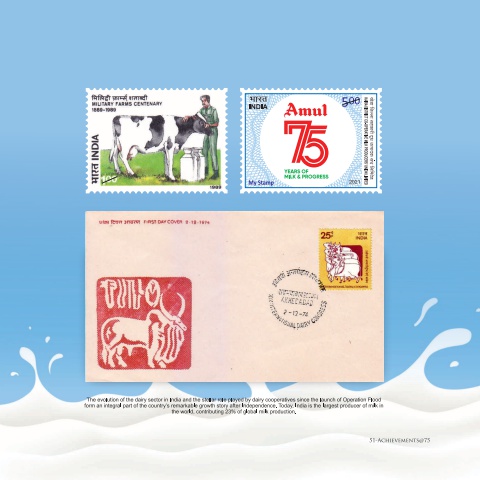 मिलिट्री फ़ार्म्स शताब्दी
MILITARY FARMS CENTENARY
1889-1989
भारत INDIA
1989
भारत
INDIA
500
Amul
75
YEARS OF
MILK & PROGRESS
My Stamp
2021
प्रथम दिवस आवरण FIRST DAY COVER 2-12-1974
25
भारत
INDIA
2-12-74
The evolution of the dairy sector in India and the stellar role played by dairy cooperatives since the launch of Operation Flood
form an integral part of the country's remarkable growth story after Independence. Today, India is the largest producer of milk in
the world, contributing 23% of global milk production.
51-ACHIEVEMENTS@75